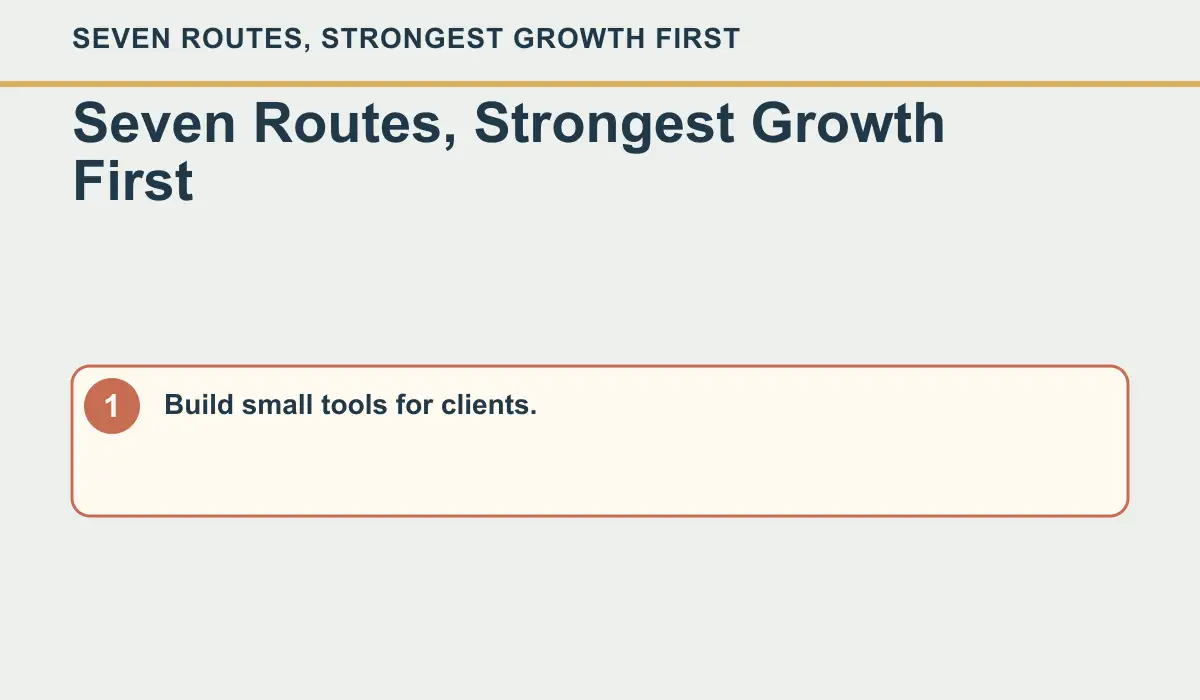 SEVEN ROUTES, STRONGEST GROWTH FIRST
Seven Routes, Strongest Growth
First
1
Build small tools for clients.